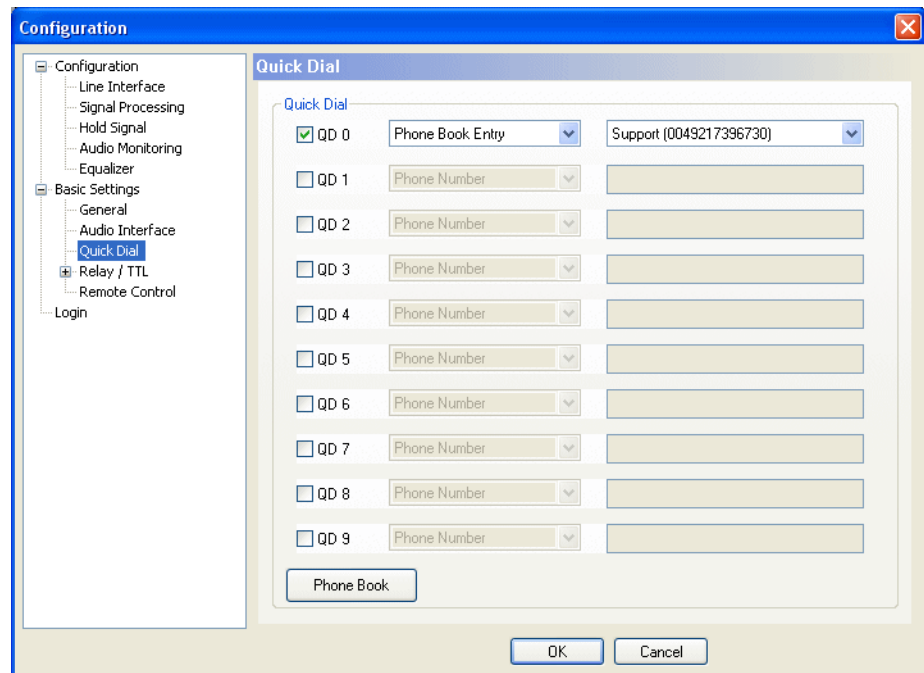 Configuration
Configuration
Line Interface
Signal Processing
Hold Signal
Audio Monitoring
Equalizer
Basic Settings
General
Audio Interface
Quick Dial
Relay / TTL
Remote Control
Login
Quick Dial
Quick Dial
QD 0 Phone Book Entry Support (0049217396730)
QD 1 Phone Number
QD 2 Phone Number
QD 3 Phone Number
QD 4 Phone Number
QD 5 Phone Number
QD 6 Phone Number
QD 7 Phone Number
QD 8 Phone Number
QD 9 Phone Number
Phone Book
OK Cancel